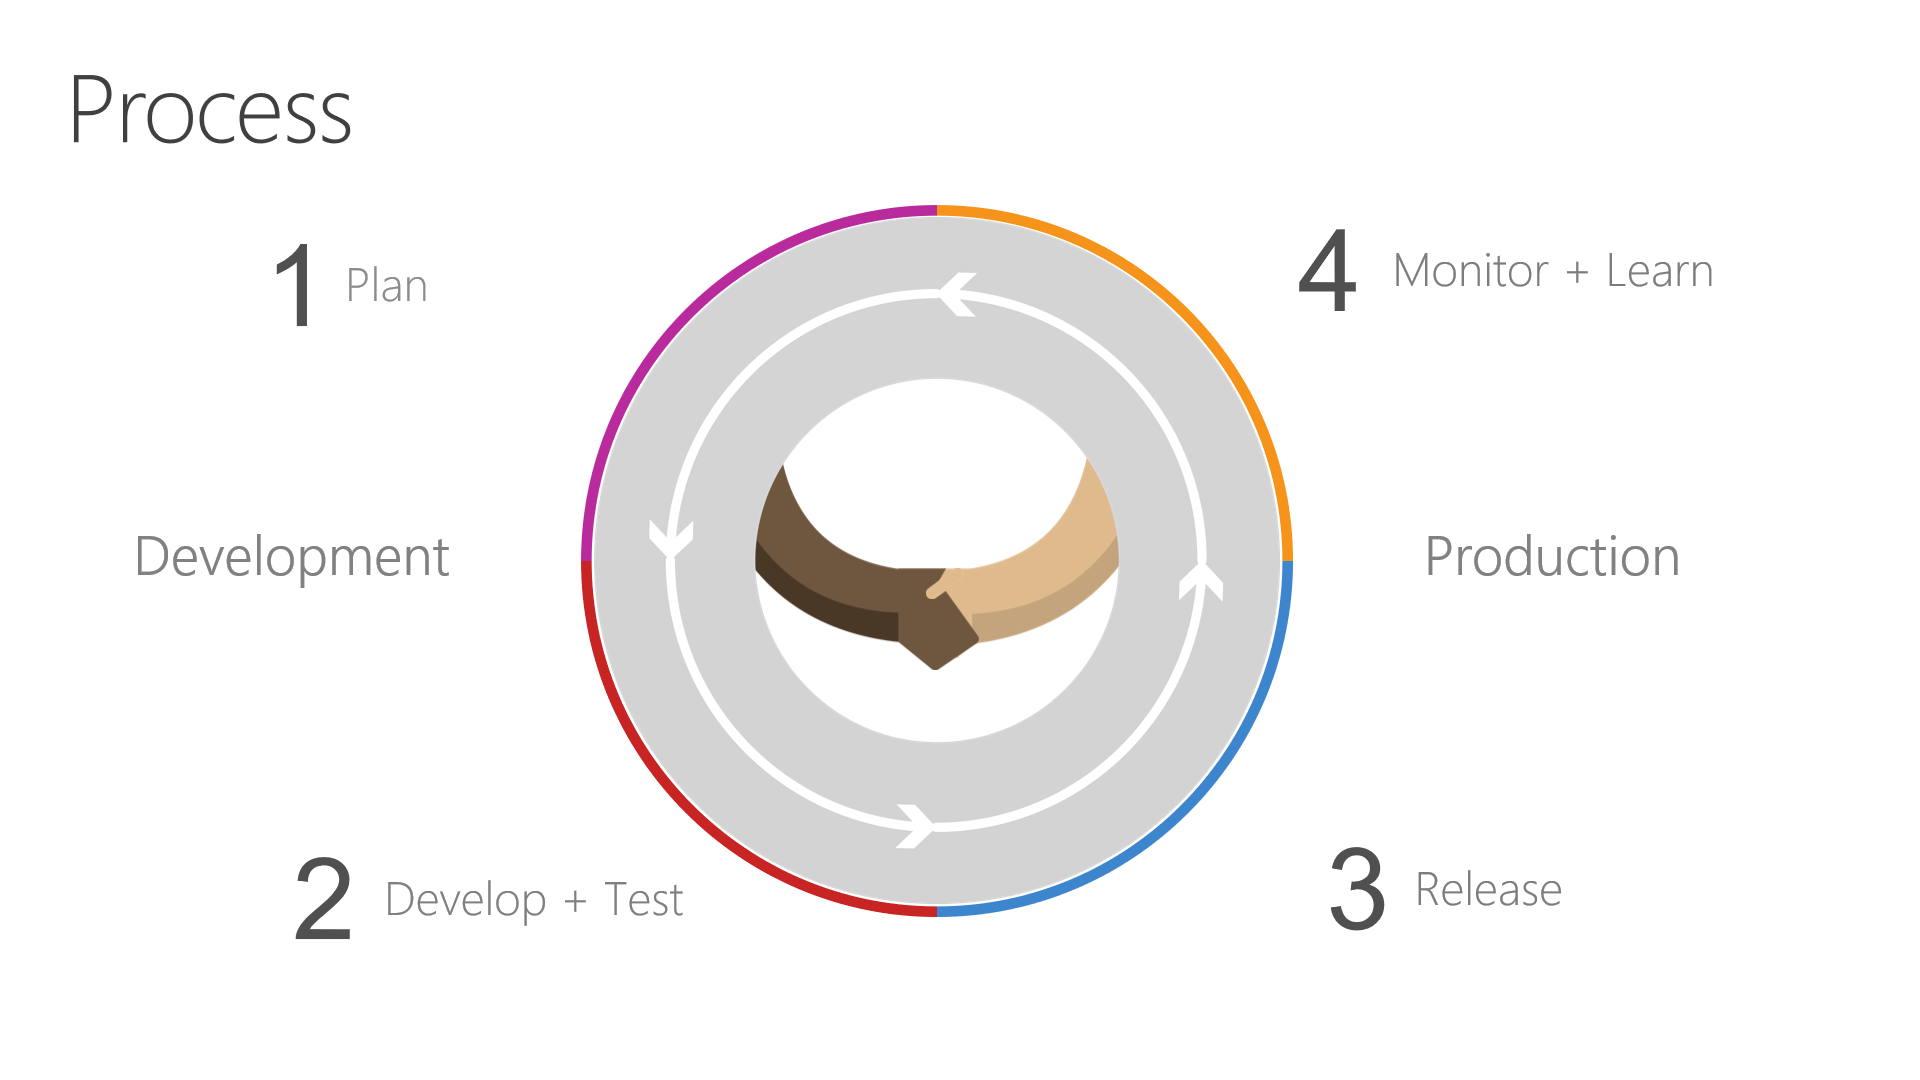 Process
1 Plan
4 Monitor + Learn
Development
Production
2 Develop + Test
3 Release